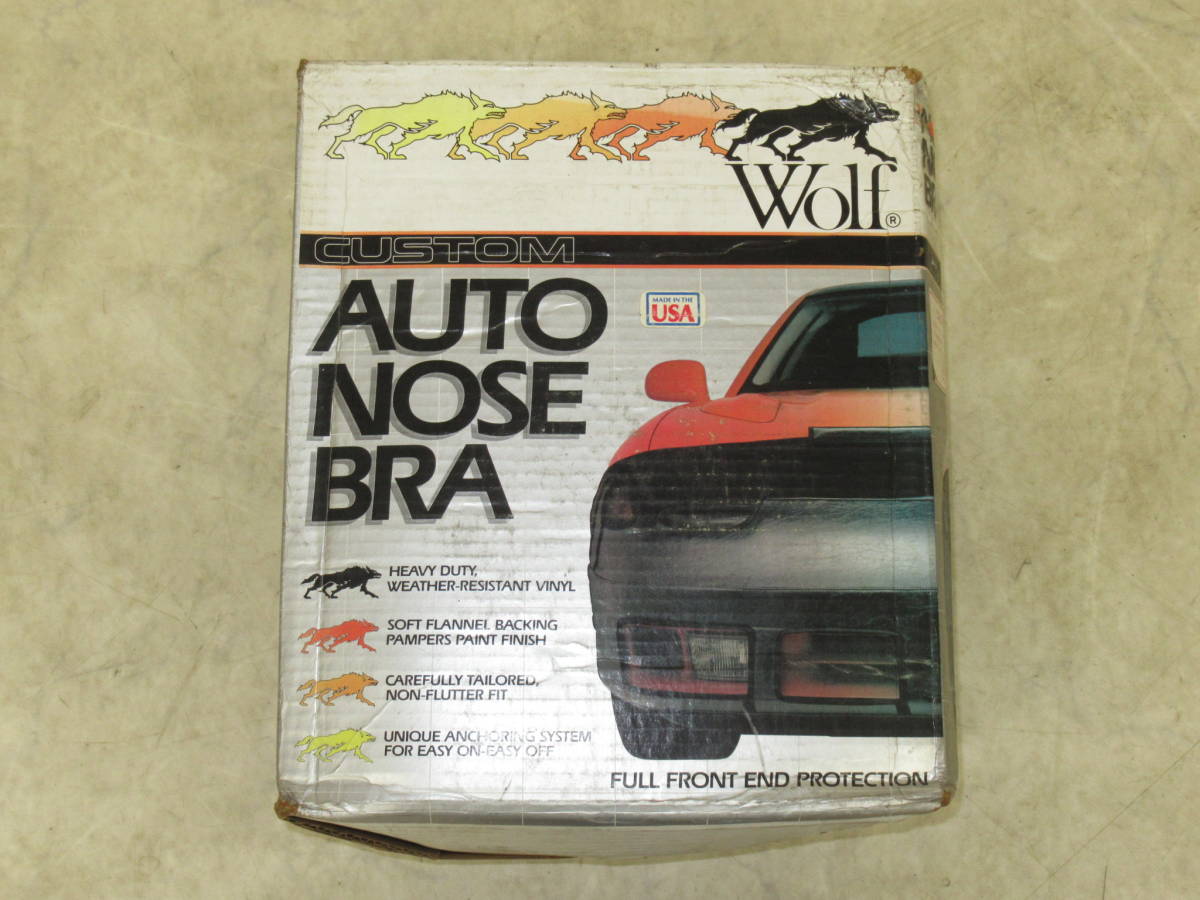 Wolf®
CUSTOM
AUTO
NOSE
BRA
MADE IN THE
USA
HEAVY DUTY,
WEATHER-RESISTANT VINYL
SOFT FLANNEL BACKING
PAMPERS PAINT FINISH
CAREFULLY TAILORED,
NON-FLUTTER FIT.
UNIQUE ANCHORING SYSTEM
FOR EASY ON-EASY OFF
FULL FRONT END PROTECTION